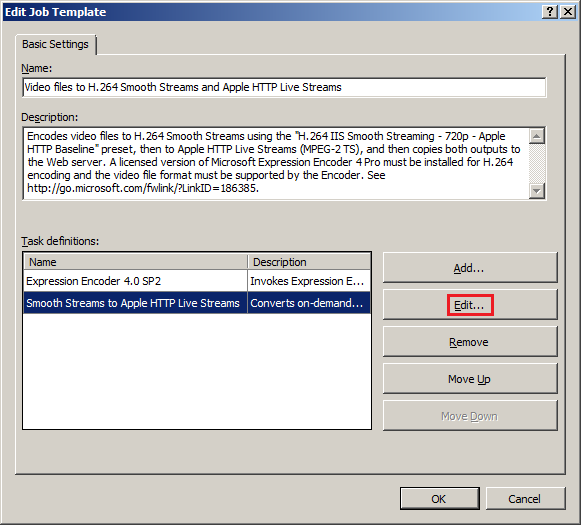 Edit Job Template
Basic Settings
Name:
Video files to H.264 Smooth Streams and Apple HTTP Live Streams
Description:
Encodes video files to H.264 Smooth Streams using the "H.264 IIS Smooth Streaming - 720p - Apple
HTTP Baseline" preset, then to Apple HTTP Live Streams (MPEG-2 TS), and then copies both outputs to
the Web server. A licensed version of Microsoft Expression Encoder 4 Pro must be installed for H.264
encoding and the video file format must be supported by the Encoder. See
http://go.microsoft.com/fwlink/?LinkID=186385.
Task definitions:
Name Description
Expression Encoder 4.0 SP2 Invokes Expression E...
Smooth Streams to Apple HTTP Live Streams Converts on-demand...
Add...
Edit...
Remove
Move Up
Move Down
OK Cancel